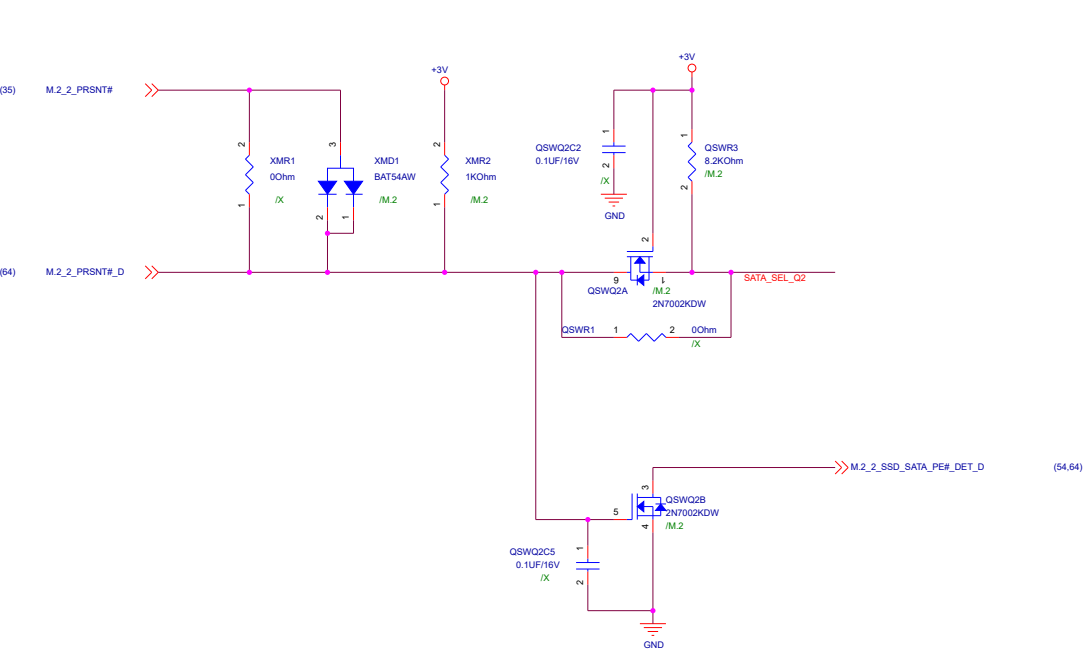 +3V
+3V
(35) M.2_2_PRSNT#
1
1
2
2
3
QSWQ2C2
QSWR3
0.1UF/16V
8.2KOhm
XMR1
XMD1
XMR2
/M.2
0Ohm
BAT54AW
1KOhm
2
/X
2
/X
/M.2
/M.2
1
2
1
1
GND
2
(64) M.2_2_PRSNT#_D
6
1
SATA_SEL_Q2
QSWQ2A
/M.2
2N7002KDW
QSWR1
1
2
0Ohm
/X
M.2_2_SSD_SATA_PE#_DET_D (54,64)
3
QSWQ2B
5
2N7002KDW
4
/M.2
QSWQ2C5
1
0.1UF/16V
/X
2
GND